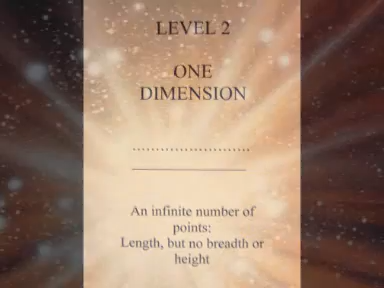 LEVEL 2
ONE
DIMENSION
..........................
An infinite number of
points:
Length, but no breadth or
height